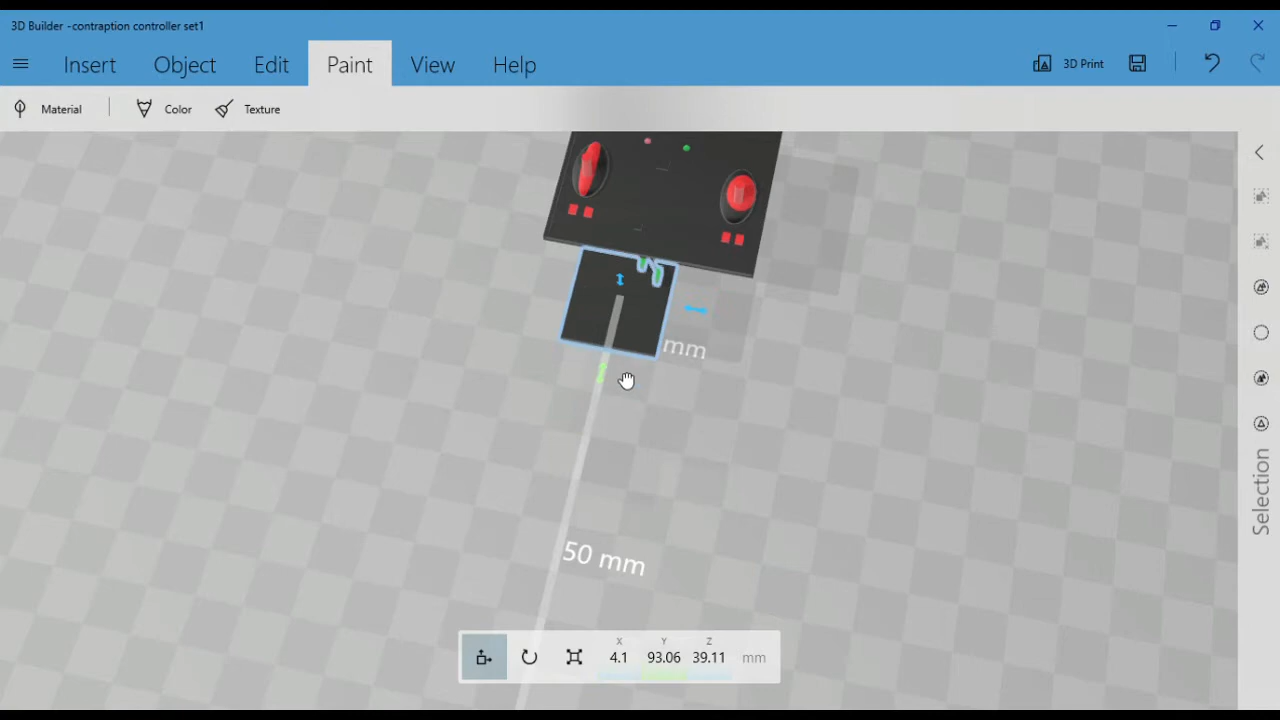 3D Builder -contraption controller set1
Insert Object Edit Paint View Help 3D Print
Material Color Texture
mm
50 mm
Selection
X Y Z
4.1 93.06 39.11 mm